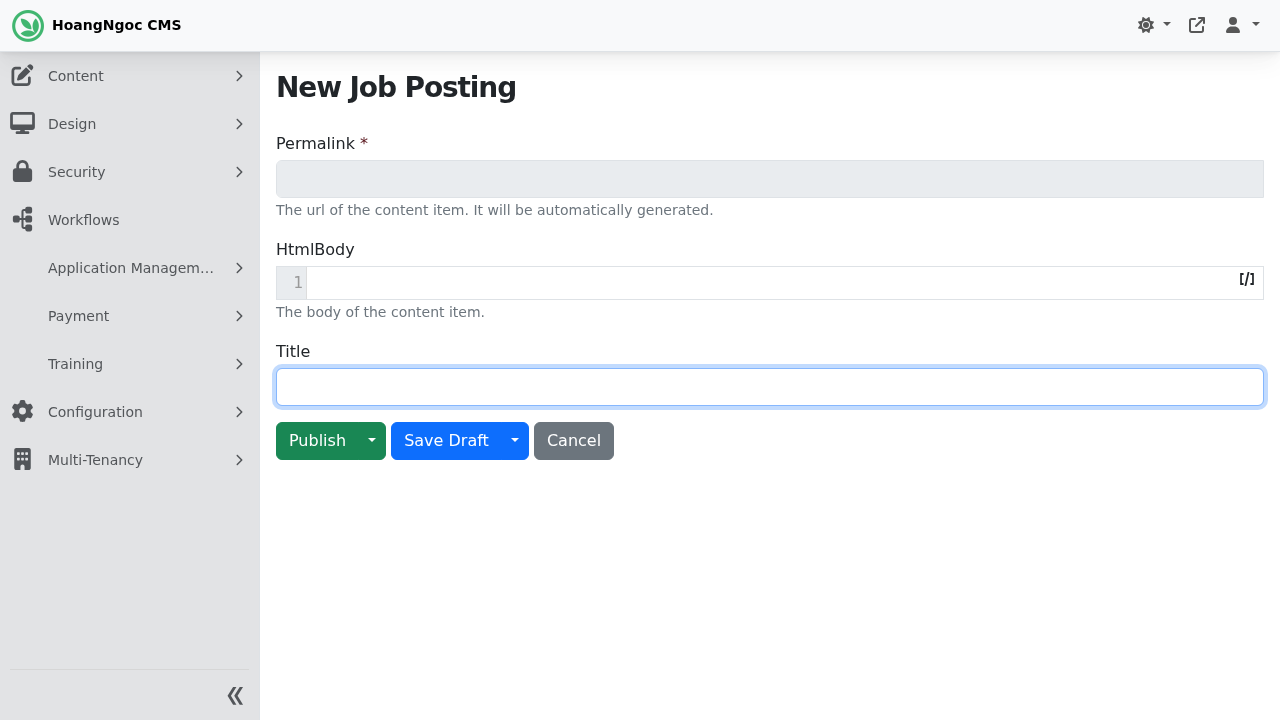 HoangNgoc CMS
Content
Design
Security
Workflows
Application Managem...
Payment
Training
Configuration
Multi-Tenancy
New Job Posting
Permalink *
The url of the content item. It will be automatically generated.
HtmlBody
1
[/]
The body of the content item.
Title
Publish
Save Draft
Cancel